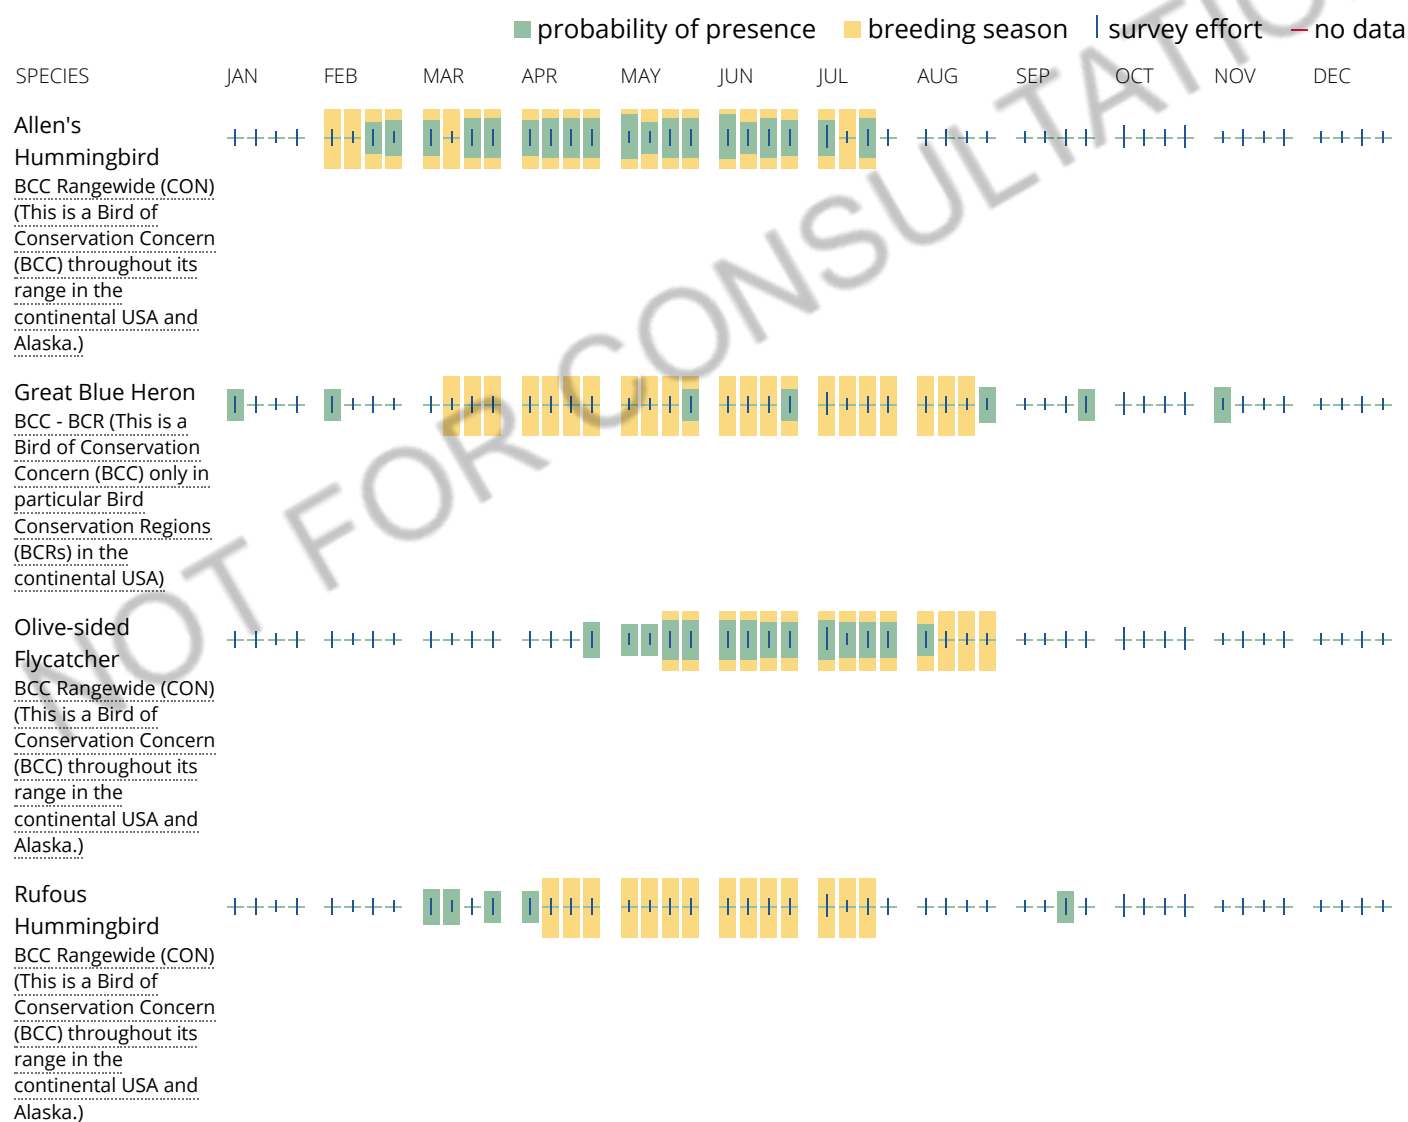 probability of presence breeding season survey effort no data
SPECIES JAN FEB MAR APR MAY JUN JUL AUG SEP OCT NOV DEC
Allen's
Hummingbird
BCC Rangewide (CON)
(This is a Bird of
Conservation Concern
(BCC) throughout its
range in the
continental USA and
Alaska.)
Great Blue Heron
BCC - BCR (This is a
Bird of Conservation
Concern (BCC) only in
particular Bird
Conservation Regions
(BCRs) in the
continental USA)
Olive-sided
Flycatcher
BCC Rangewide (CON)
(This is a Bird of
Conservation Concern
(BCC) throughout its
range in the
continental USA and
Alaska.)
Rufous
Hummingbird
BCC Rangewide (CON)
(This is a Bird of
Conservation Concern
(BCC) throughout its
range in the
continental USA and
Alaska.)
NOT FOR CONSULTATIO